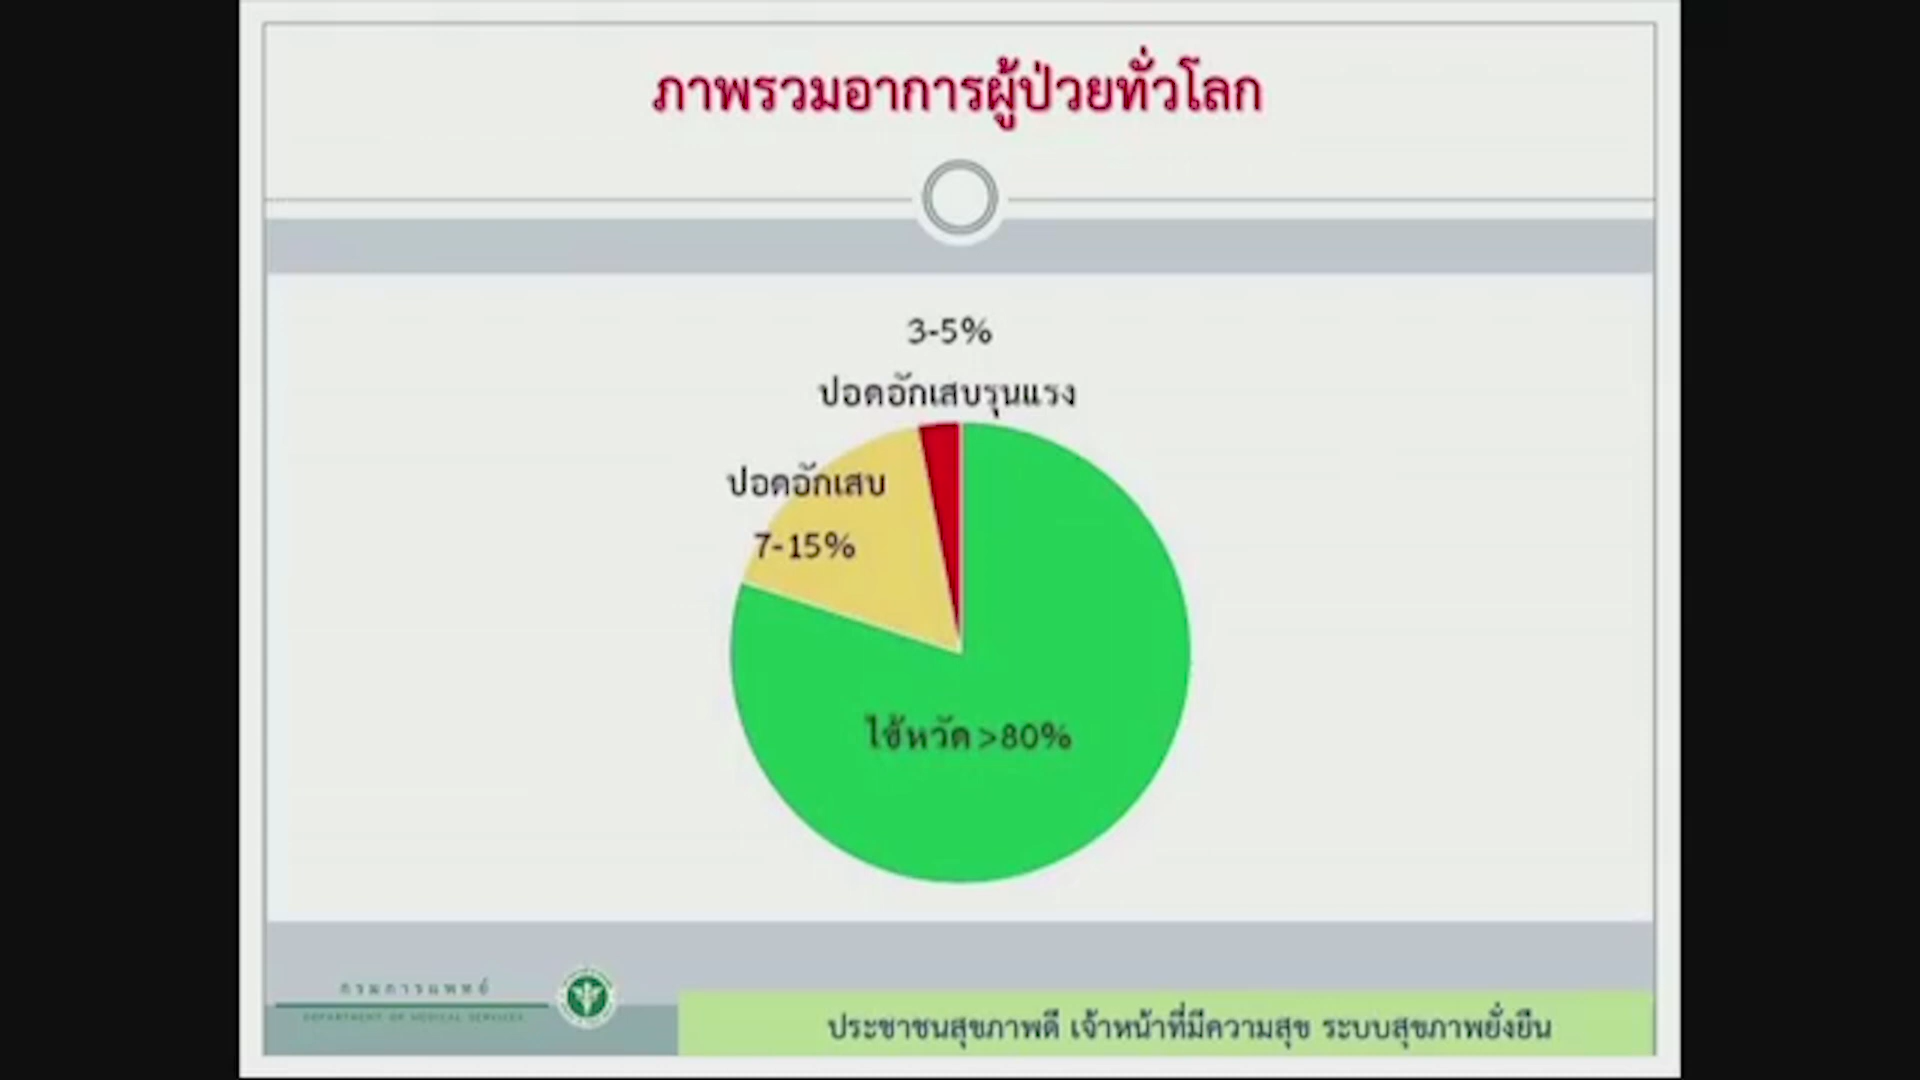 ภาพรวมอาการผู้ป่วยทั่วโลก
3-5%
ปอดอักเสบรุนแรง
ปอดอักเสบ
7-15%
ไข้หวัด >80%
กรมการแพทย์
DEPARTMENT OF MEDICAL SERVICES
ประชาชนสุขภาพดี เจ้าหน้าที่มีความสุข ระบบสุขภาพยั่งยืน